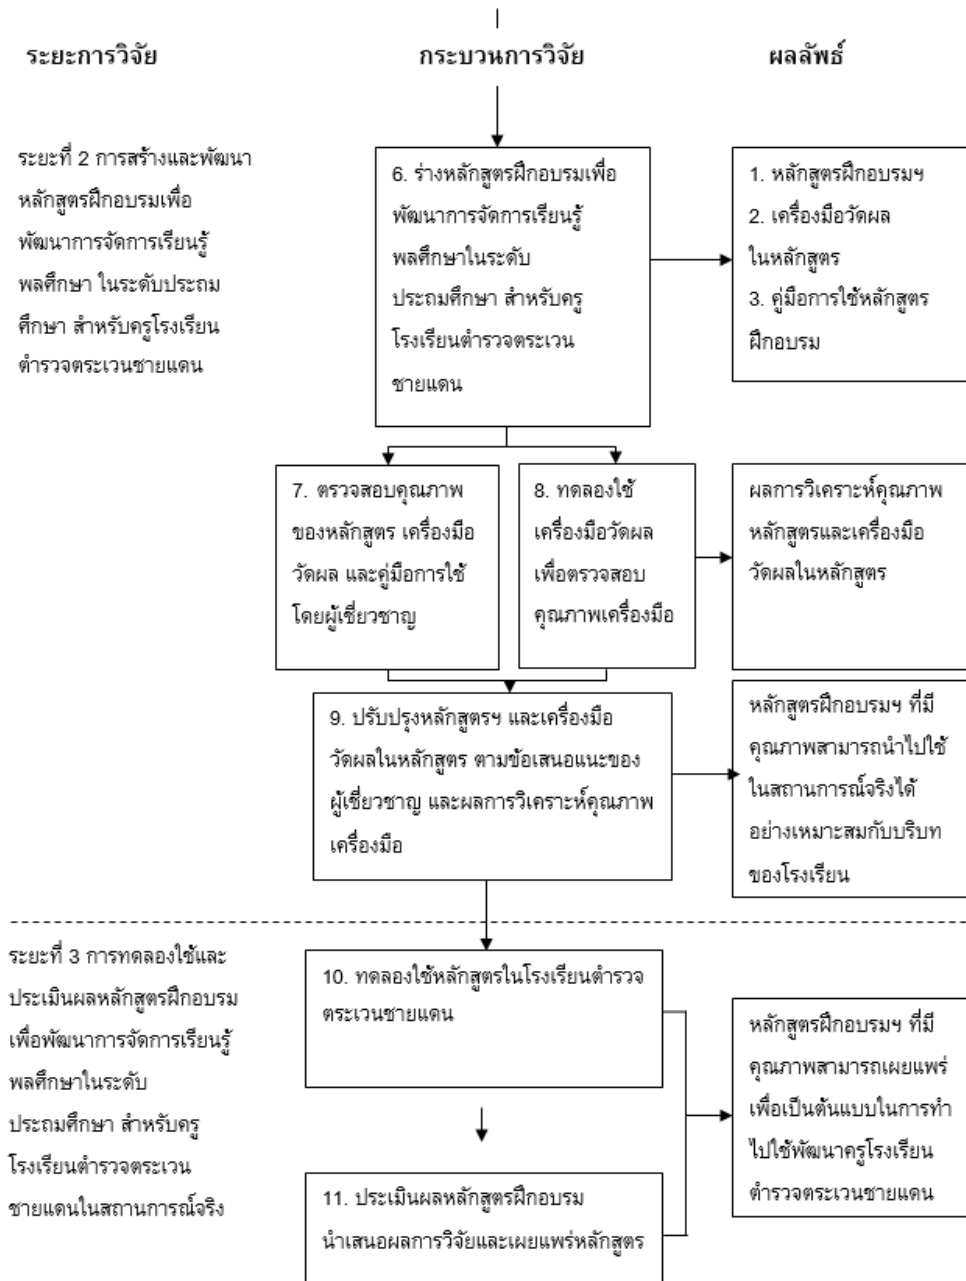 ระยะการวิจัย
กระบวนการวิจัย
ผลลัพธ์
ระยะที่ 2 การสร้างและพัฒนา
หลักสูตรฝึกอบรมเพื่อ
พัฒนาการจัดการเรียนรู้
พลศึกษา ในระดับประถม
ศึกษา สำหรับครูโรงเรียน
ตำรวจตระเวนชายแดน
6. ร่างหลักสูตรฝึกอบรมเพื่อ
พัฒนาการจัดการเรียนรู้
พลศึกษาในระดับ
ประถมศึกษา สำหรับครู
โรงเรียนตำรวจตระเวน
ชายแดน
1. หลักสูตรฝึกอบรมฯ
2. เครื่องมือวัดผล
ในหลักสูตร
3. คู่มือการใช้หลักสูตร
ฝึกอบรม
7. ตรวจสอบคุณภาพ
ของหลักสูตร เครื่องมือ
วัดผล และคู่มือการใช้
โดยผู้เชี่ยวชาญ
8. ทดลองใช้
เครื่องมือวัดผล
เพื่อตรวจสอบ
คุณภาพเครื่องมือ
ผลการวิเคราะห์คุณภาพ
หลักสูตรและเครื่องมือ
วัดผลในหลักสูตร
9. ปรับปรุงหลักสูตรฯ และเครื่องมือ
วัดผลในหลักสูตร ตามข้อเสนอแนะของ
ผู้เชี่ยวชาญ และผลการวิเคราะห์คุณภาพ
เครื่องมือ
หลักสูตรฝึกอบรมฯ ที่มี
คุณภาพสามารถนำไปใช้
ในสถานการณ์จริงได้
อย่างเหมาะสมกับบริบท
ของโรงเรียน
ระยะที่ 3 การทดลองใช้และ
ประเมินผลหลักสูตรฝึกอบรม
เพื่อพัฒนาการจัดการเรียนรู้
พลศึกษาในระดับ
ประถมศึกษา สำหรับครู
โรงเรียนตำรวจตระเวน
ชายแดนในสถานการณ์จริง
10. ทดลองใช้หลักสูตรในโรงเรียนตำรวจ
ตระเวนชายแดน
11. ประเมินผลหลักสูตรฝึกอบรม
นำเสนอผลการวิจัยและเผยแพร่หลักสูตร
หลักสูตรฝึกอบรมฯ ที่มี
คุณภาพสามารถเผยแพร่
เพื่อเป็นต้นแบบในการทำ
ไปใช้พัฒนาครูโรงเรียน
ตำรวจตระเวนชายแดน